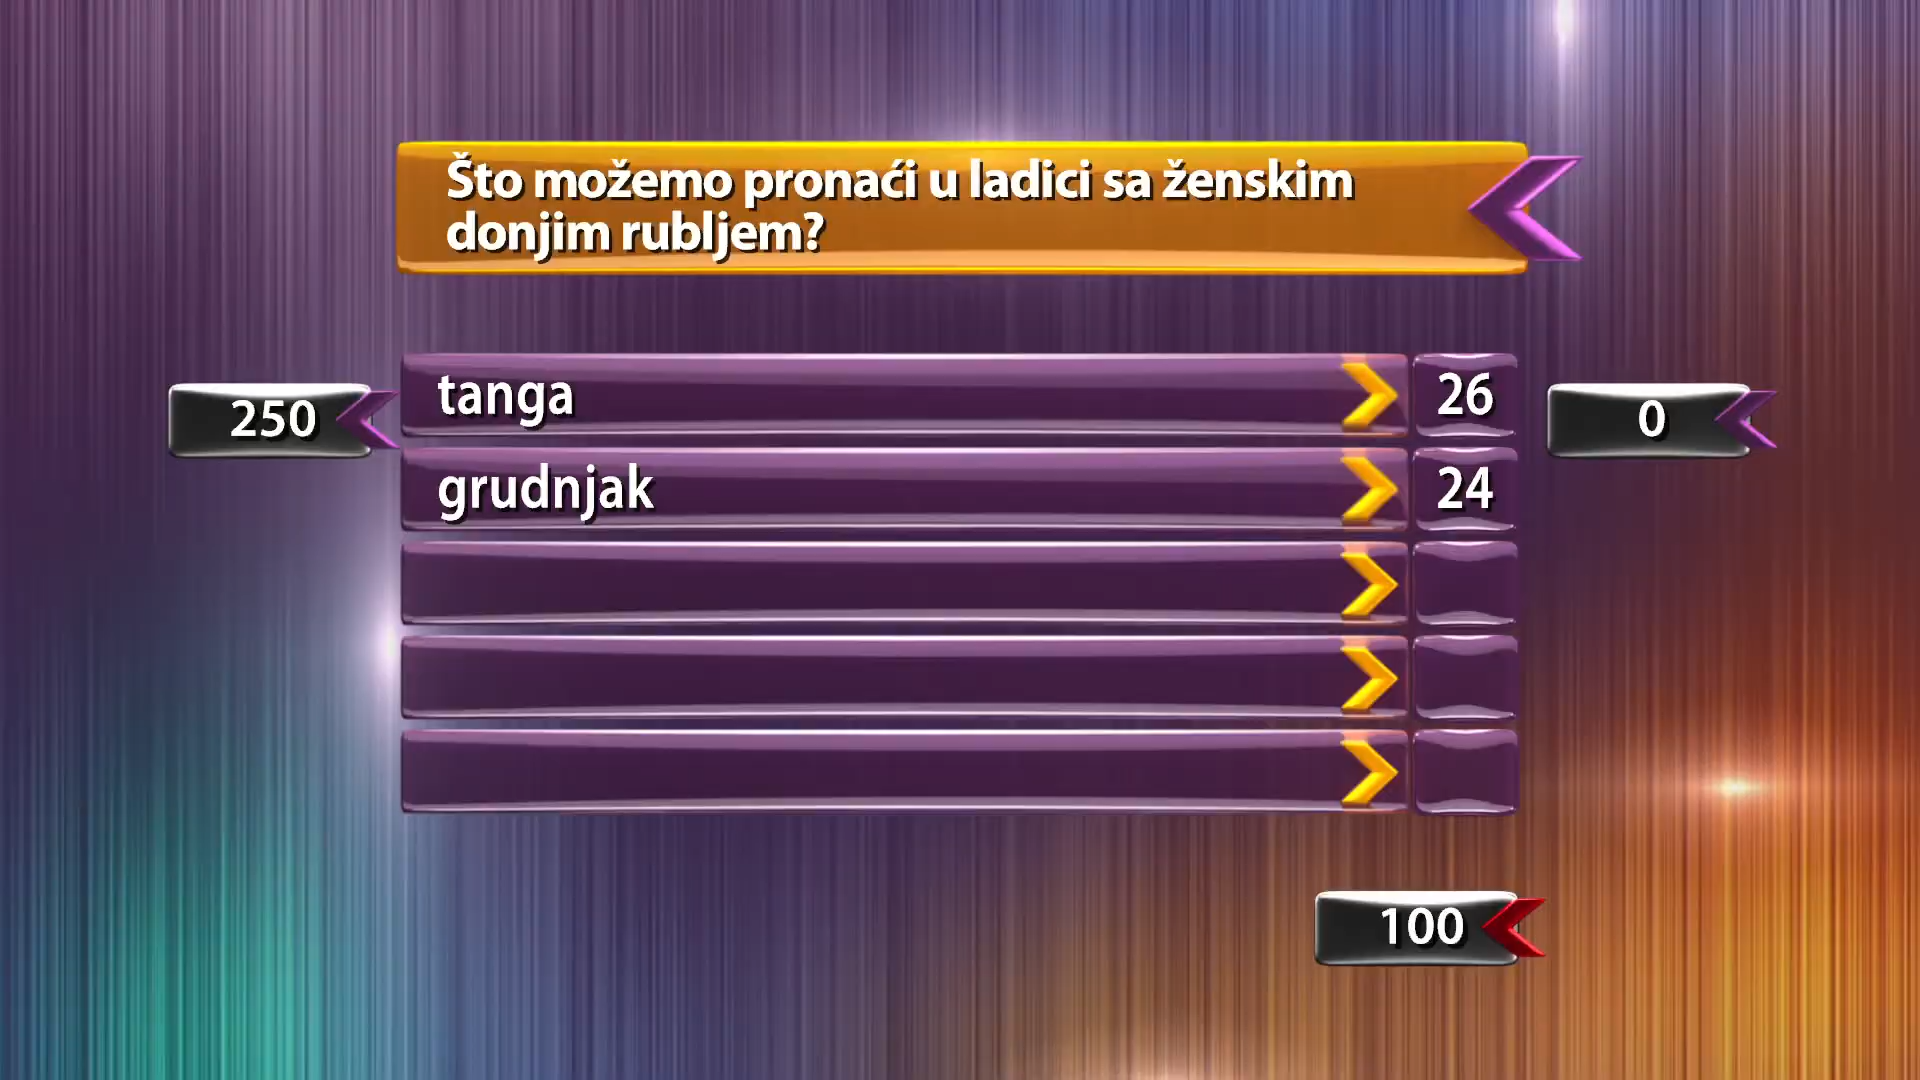 Što možemo pronaći u ladici sa ženskim
donjim rubljem?
250
tanga
26
0
grudnjak
24
100